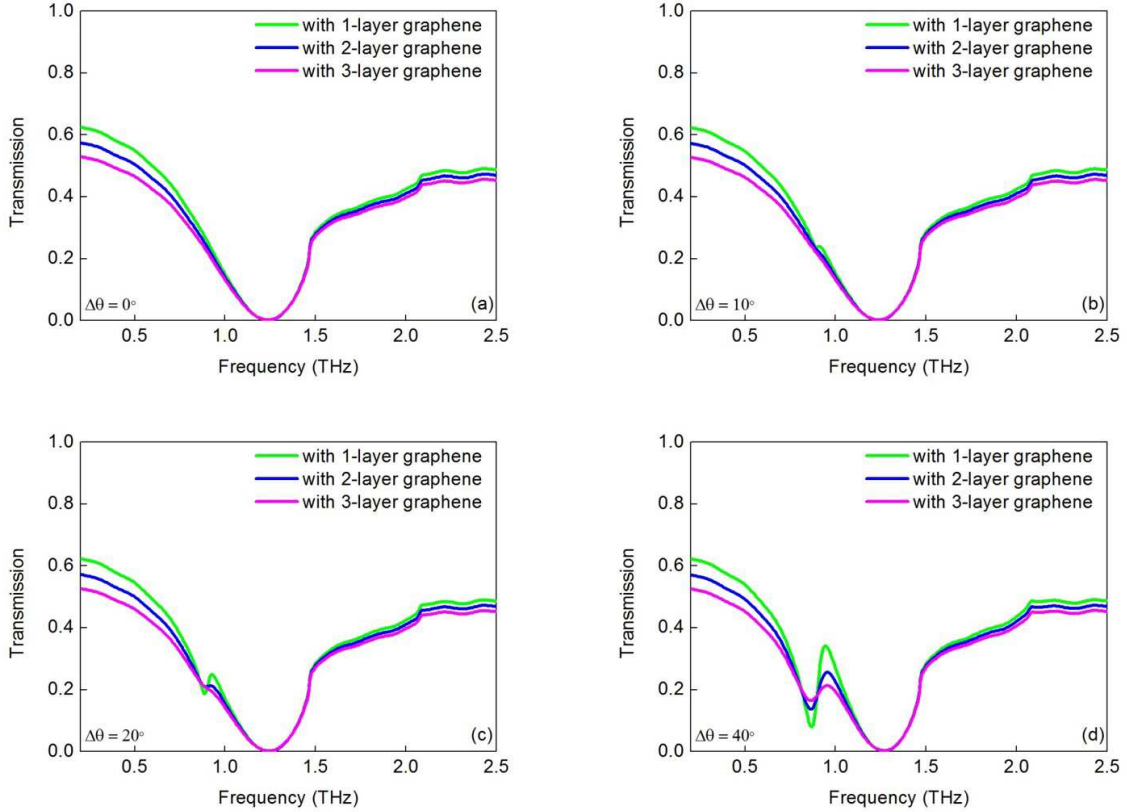 1.0
0.8
0.6
0.4
0.2
0.0
Transmission
with 1-layer graphene
with 2-layer graphene
with 3-layer graphene
Δθ = 0°
(a)
0.5 1.0 1.5 2.0 2.5
Frequency (THz)
1.0
0.8
0.6
0.4
0.2
0.0
Transmission
with 1-layer graphene
with 2-layer graphene
with 3-layer graphene
Δθ = 10°
(b)
0.5 1.0 1.5 2.0 2.5
Frequency (THz)
1.0
0.8
0.6
0.4
0.2
0.0
Transmission
with 1-layer graphene
with 2-layer graphene
with 3-layer graphene
Δθ = 20°
(c)
0.5 1.0 1.5 2.0 2.5
Frequency (THz)
1.0
0.8
0.6
0.4
0.2
0.0
Transmission
with 1-layer graphene
with 2-layer graphene
with 3-layer graphene
Δθ = 40°
(d)
0.5 1.0 1.5 2.0 2.5
Frequency (THz)